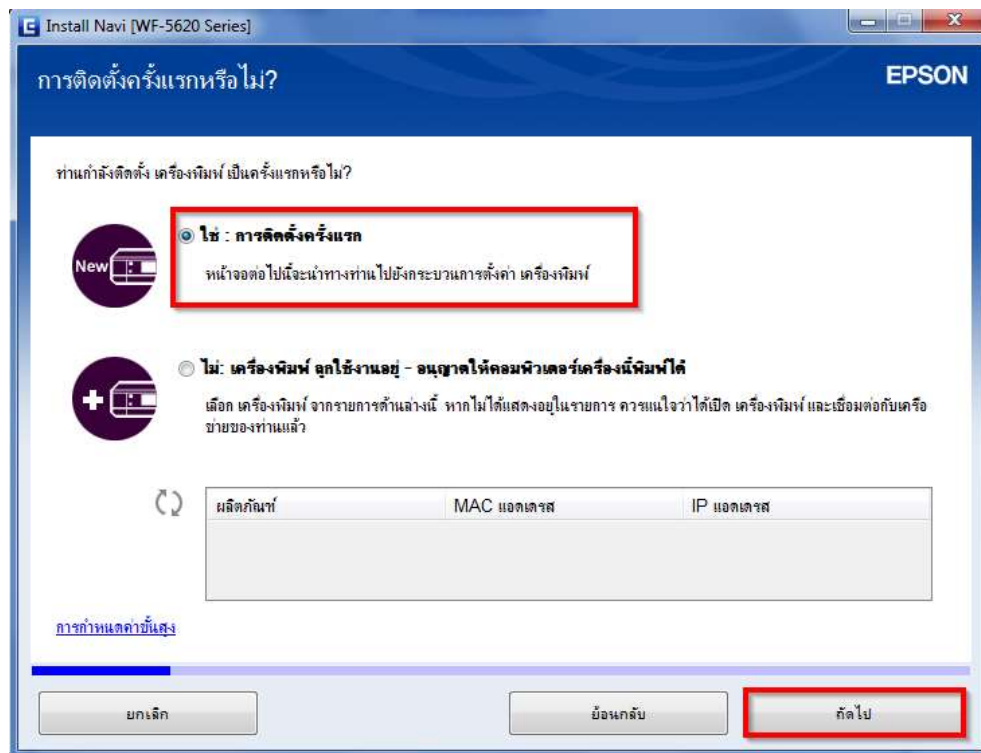 Install Navi [WF-5620 Series]
การติดตั้งครั้งแรกหรือไม่?
EPSON
ท่านกำลังติดตั้ง เครื่องพิมพ์ เป็นครั้งแรกหรือไม่?
New
ใช่ : การติดตั้งครั้งแรก
หน้าจอต่อไปนี้จะนำทางท่านไปยังกระบวนการตั้งค่า เครื่องพิมพ์
ไม่: เครื่องพิมพ์ ถูกใช้งานอยู่ - อนุญาตให้คอมพิวเตอร์เครื่องนี้พิมพ์ได้
เลือก เครื่องพิมพ์ จากรายการด้านล่างนี้ หากไม่ได้แสดงอยู่ในรายการ ควรแน่ใจว่าได้เปิด เครื่องพิมพ์ และเชื่อมต่อกับเครือ
ข่ายของท่านแล้ว
ผลิตภัณฑ์ MAC แอดเดรส IP แอดเดรส
การกำหนดค่าขั้นสูง
ยกเลิก ย้อนกลับ ถัดไป